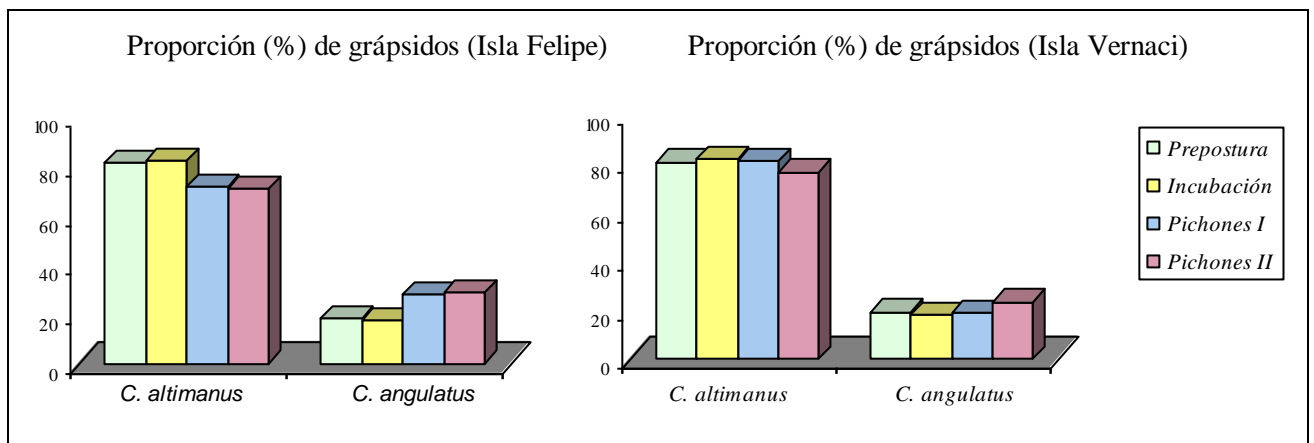 Proporción (%) de grápsidos (Isla Felipe)
Proporción (%) de grápsidos (Isla Vernaci)
100
80
60
40
20
0
C. altimanus
C. angulatus
100
80
60
40
20
0
C. altimanus
C. angulatus
Prepostura
Incubación
Pichones I
Pichones II